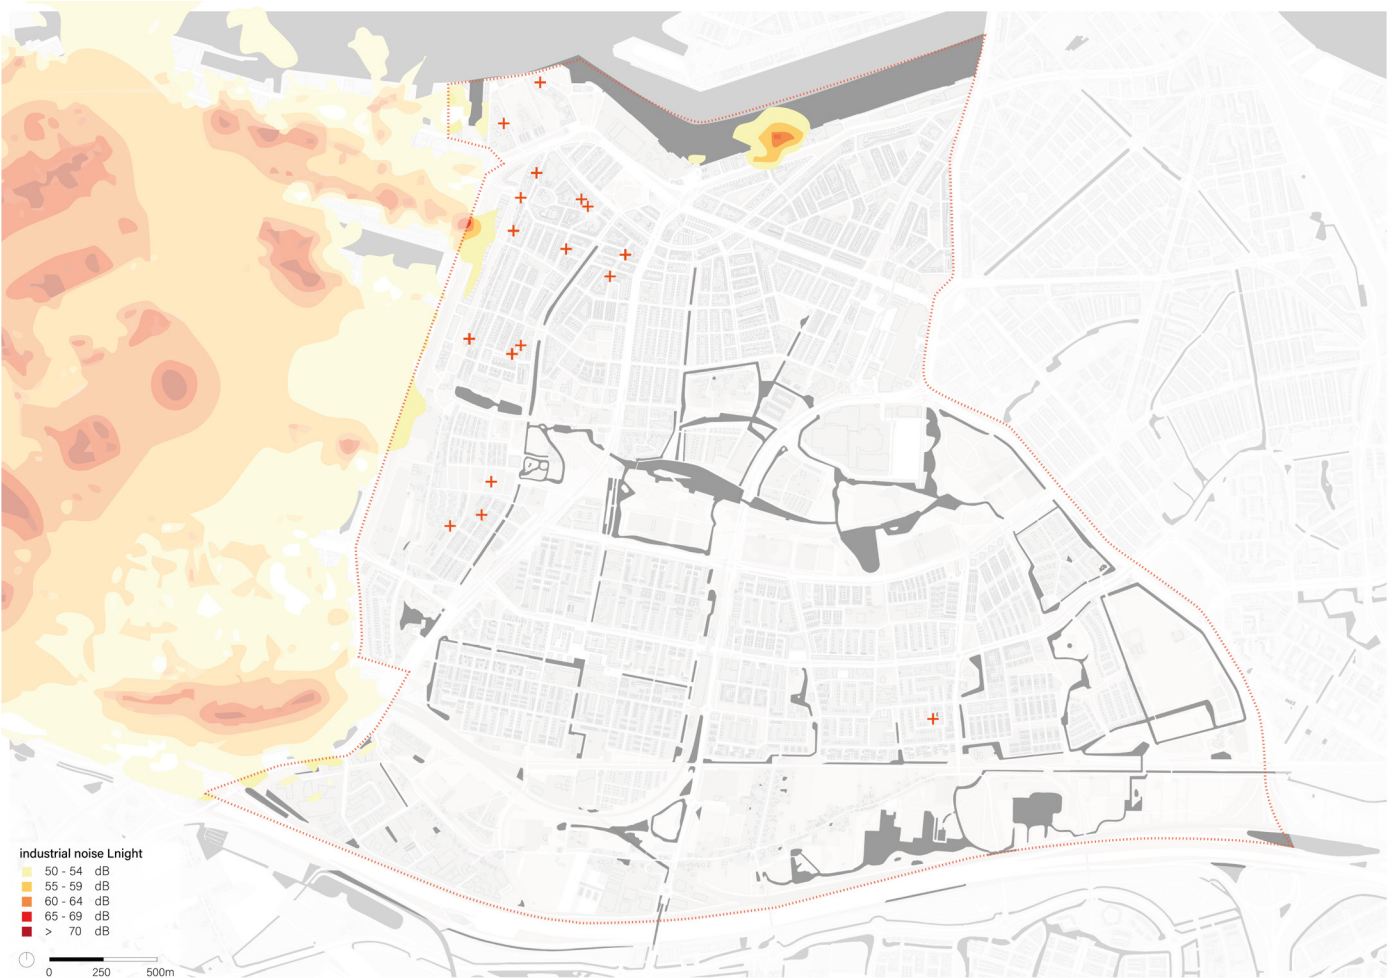 industrial noise Lnight
50 - 54 dB
55 - 59 dB
60 - 64 dB
65 - 69 dB
> 70 dB
0 250 500m